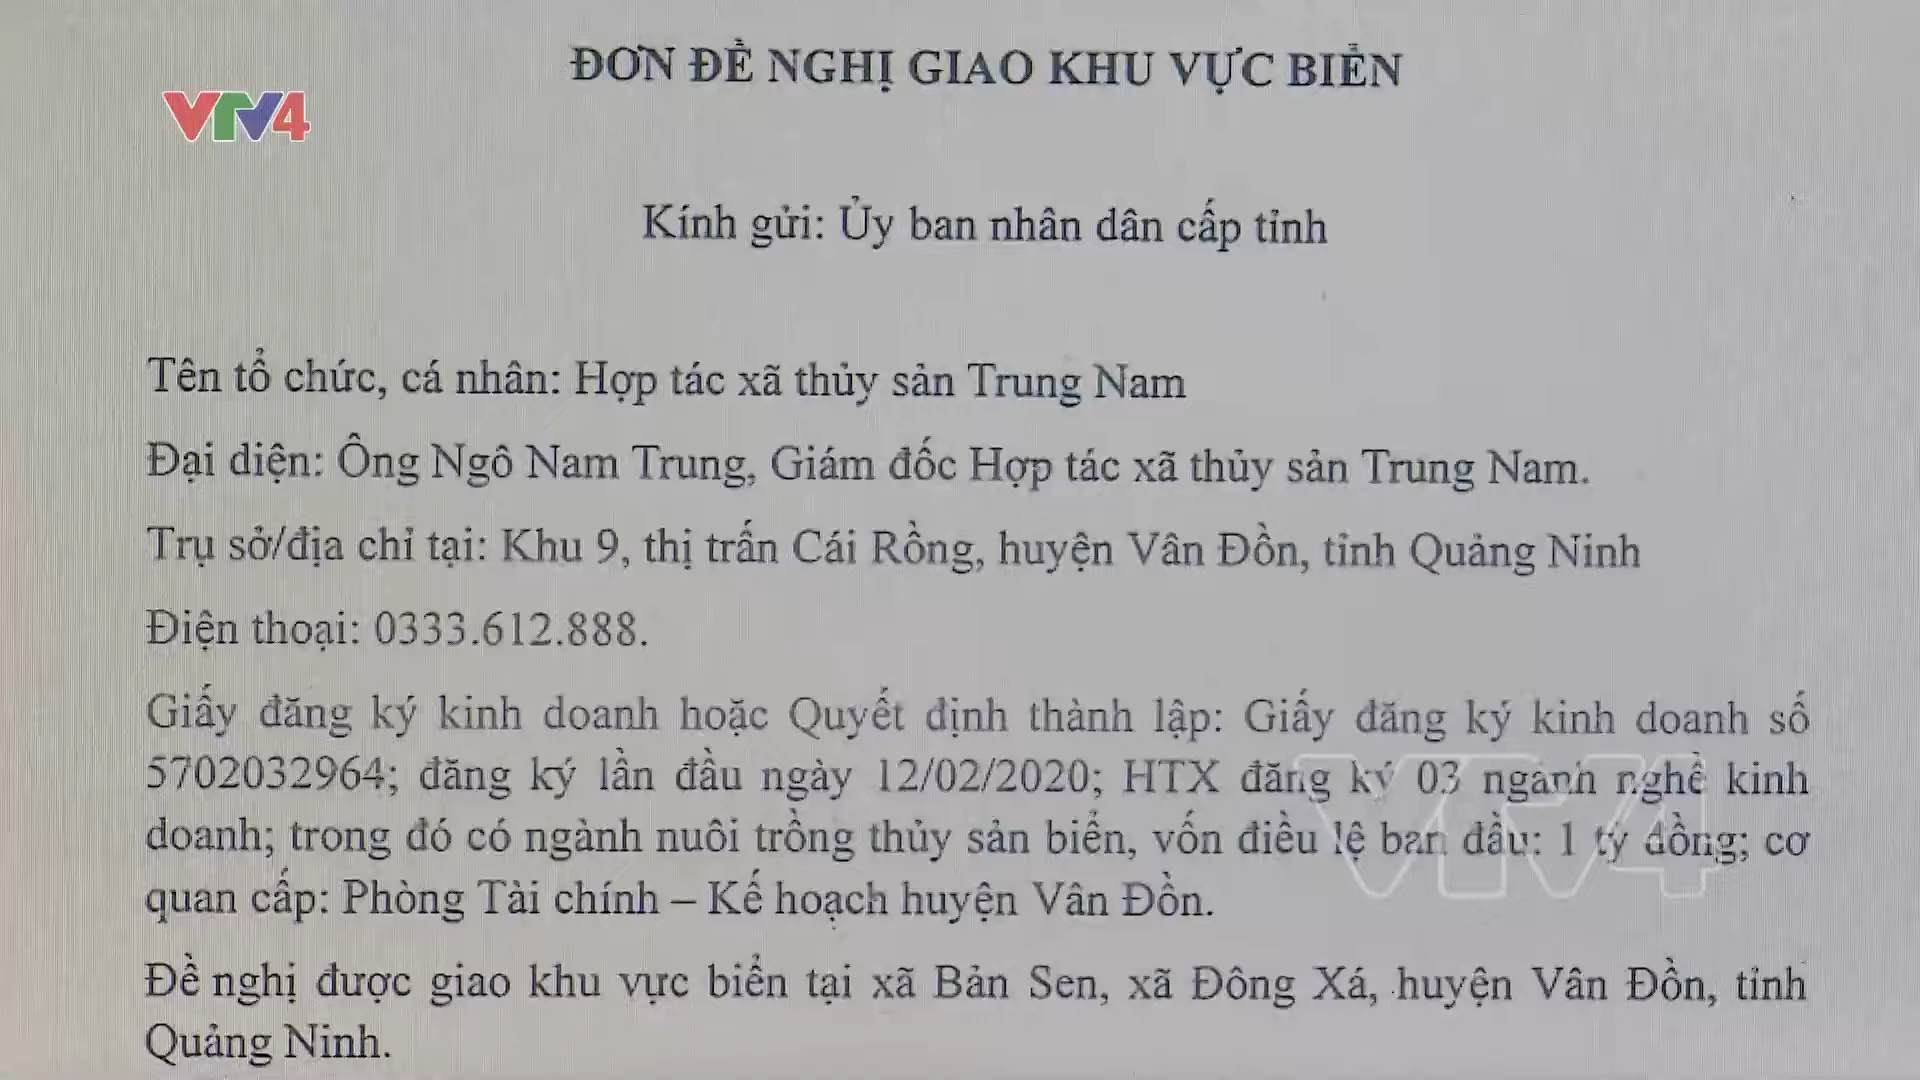 ĐƠN ĐỀ NGHỊ GIAO KHU VỰC BIỂN
VTV4
Kính gửi: Ủy ban nhân dân cấp tỉnh
Tên tổ chức, cá nhân: Hợp tác xã thủy sản Trung Nam
Đại diện: Ông Ngô Nam Trung, Giám đốc Hợp tác xã thủy sản Trung Nam.
Trụ sở/địa chỉ tại: Khu 9, thị trấn Cái Rồng, huyện Vân Đồn, tỉnh Quảng Ninh
Điện thoại: 0333.612.888.
Giấy đăng ký kinh doanh hoặc Quyết định thành lập: Giấy đăng ký kinh doanh số
5702032964; đăng ký lần đầu ngày 12/02/2020; HTX đăng ký 03 ngành nghề kinh
doanh; trong đó có ngành nuôi trồng thủy sản biển, vốn điều lệ ban đầu: 1 tỷ đồng; cơ
quan cấp: Phòng Tài chính – Kế hoạch huyện Vân Đồn.
VTV4
Đề nghị được giao khu vực biển tại xã Bản Sen, xã Đông Xá, huyện Vân Đồn, tỉnh
Quảng Ninh.